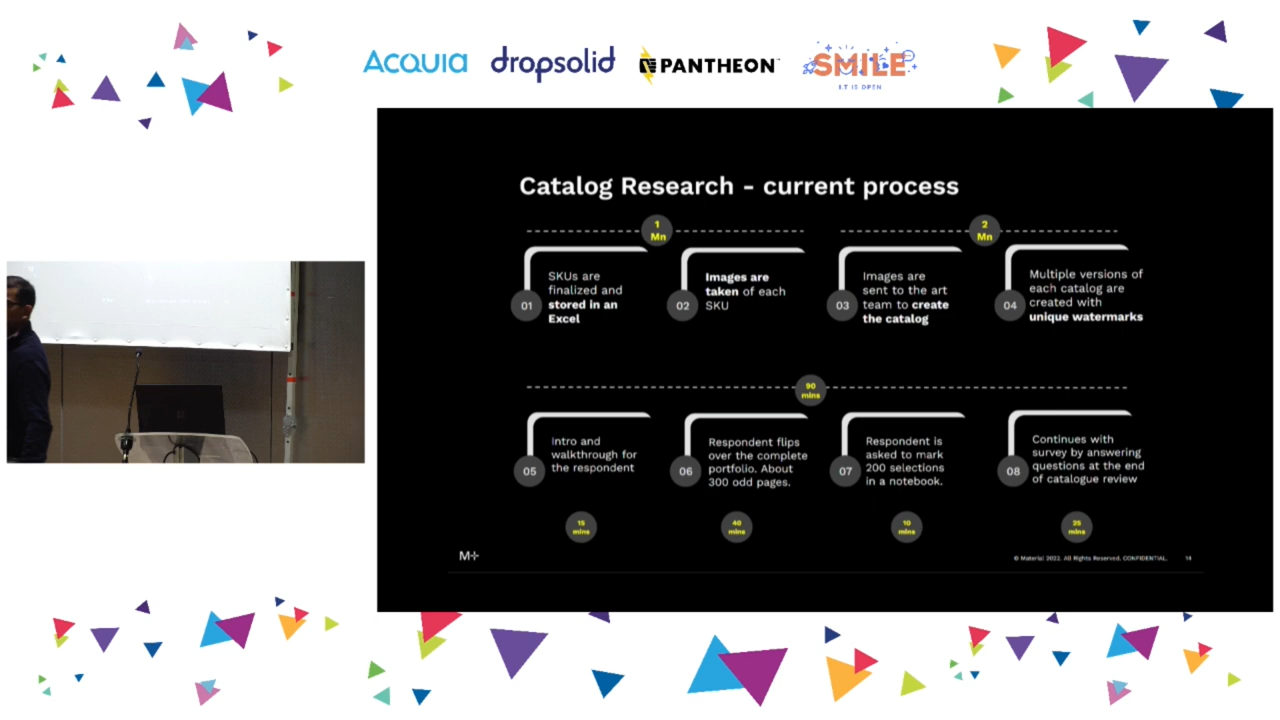 ACQUIA dropsolid PANTHEON SMILE
IT IS OPEN
Catalog Research - current process
1
Mn
2
Mn
01
SKUs are
finalized and
stored in an
Excel
02
Images are
taken of each
SKU
03
Images are
sent to the art
team to create
the catalog
04
Multiple versions of
each catalog are
created with
unique watermarks
90
mins
05
Intro and
walkthrough for
the respondent
06
Respondent flips
over the complete
portfolio. About
300 odd pages.
07
Respondent is
asked to mark
200 selections
in a notebook.
08
Continues with
survey by answering
questions at the end
of catalogue review
15
mins
40
mins
10
mins
25
mins
M+
© Material 2022. All Rights Reserved. CONFIDENTIAL. 14